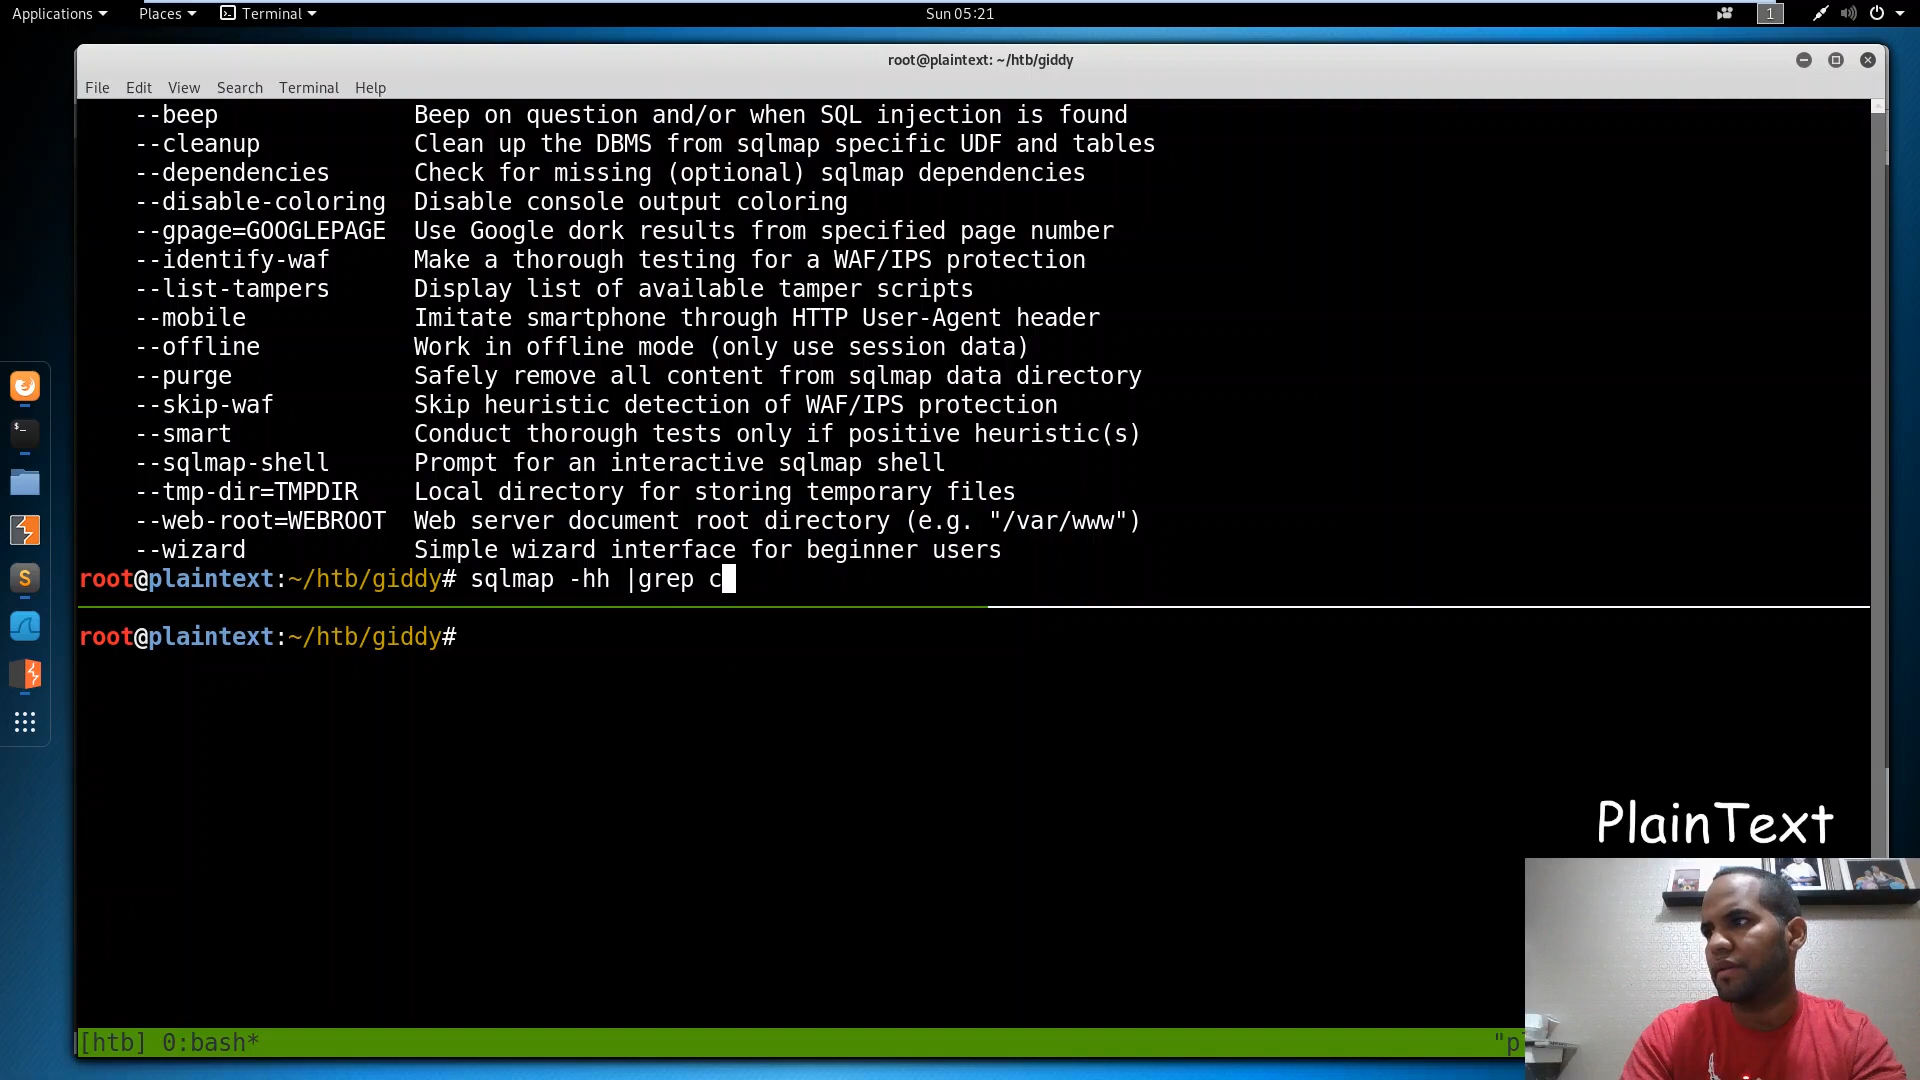 Applications Places Terminal Sun 05:21 1
root@plaintext: ~/htb/giddy
File Edit View Search Terminal Help
--beep Beep on question and/or when SQL injection is found
--cleanup Clean up the DBMS from sqlmap specific UDF and tables
--dependencies Check for missing (optional) sqlmap dependencies
--disable-coloring Disable console output coloring
--gpage=GOOGLEPAGE Use Google dork results from specified page number
--identify-waf Make a thorough testing for a WAF/IPS protection
--list-tampers Display list of available tamper scripts
--mobile Imitate smartphone through HTTP User-Agent header
--offline Work in offline mode (only use session data)
--purge Safely remove all content from sqlmap data directory
--skip-waf Skip heuristic detection of WAF/IPS protection
--smart Conduct thorough tests only if positive heuristic(s)
--sqlmap-shell Prompt for an interactive sqlmap shell
--tmp-dir=TMPDIR Local directory for storing temporary files
--web-root=WEBROOT Web server document root directory (e.g. "/var/www")
--wizard Simple wizard interface for beginner users
root@plaintext:~/htb/giddy# sqlmap -hh |grep c
root@plaintext:~/htb/giddy#
PlainText
[htb] 0:bash* "p